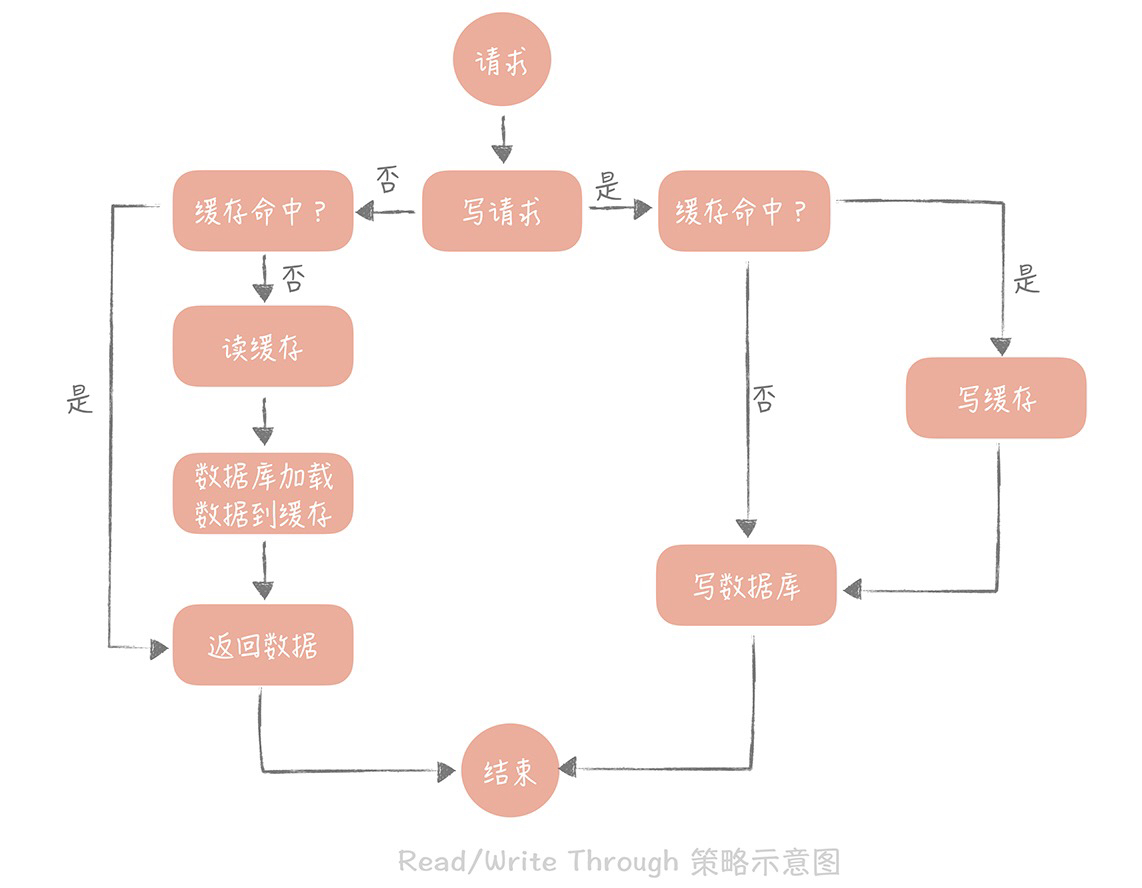 请求
否
写请求
是
缓存命中？
缓存命中？
否
是
读缓存
是
否
写缓存
数据库加载
数据到缓存
写数据库
返回数据
结束
Read/Write Through 策略示意图